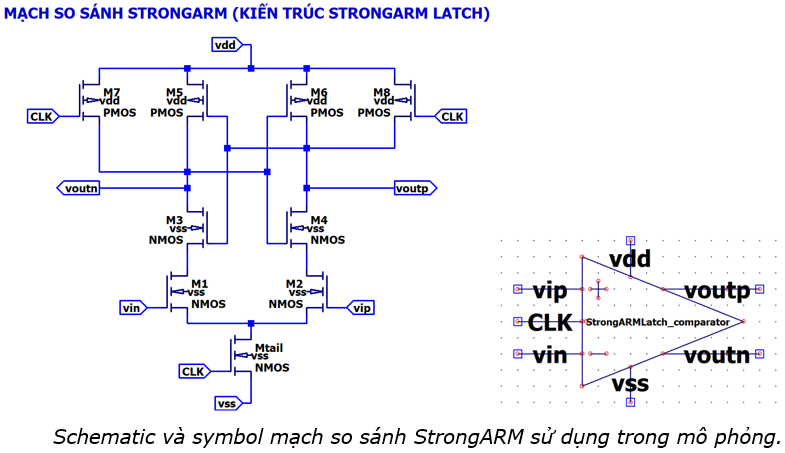 MẠCH SO SÁNH STRONGARM (KIẾN TRÚC STRONGARM LATCH)
vdd
M7
vdd
PMOS
M5
vdd
PMOS
M6
vdd
PMOS
M8
vdd
PMOS
CLK
CLK
voutn
voutp
M3
vss
NMOS
M4
vss
NMOS
M1
vss
NMOS
M2
vss
NMOS
vin
vip
Mtail
vss
NMOS
CLK
vss
vdd
vip
voutp
CLK
StrongARMLatch_comparator
vin
voutn
vss
Schematic và symbol mạch so sánh StrongARM sử dụng trong mô phỏng.